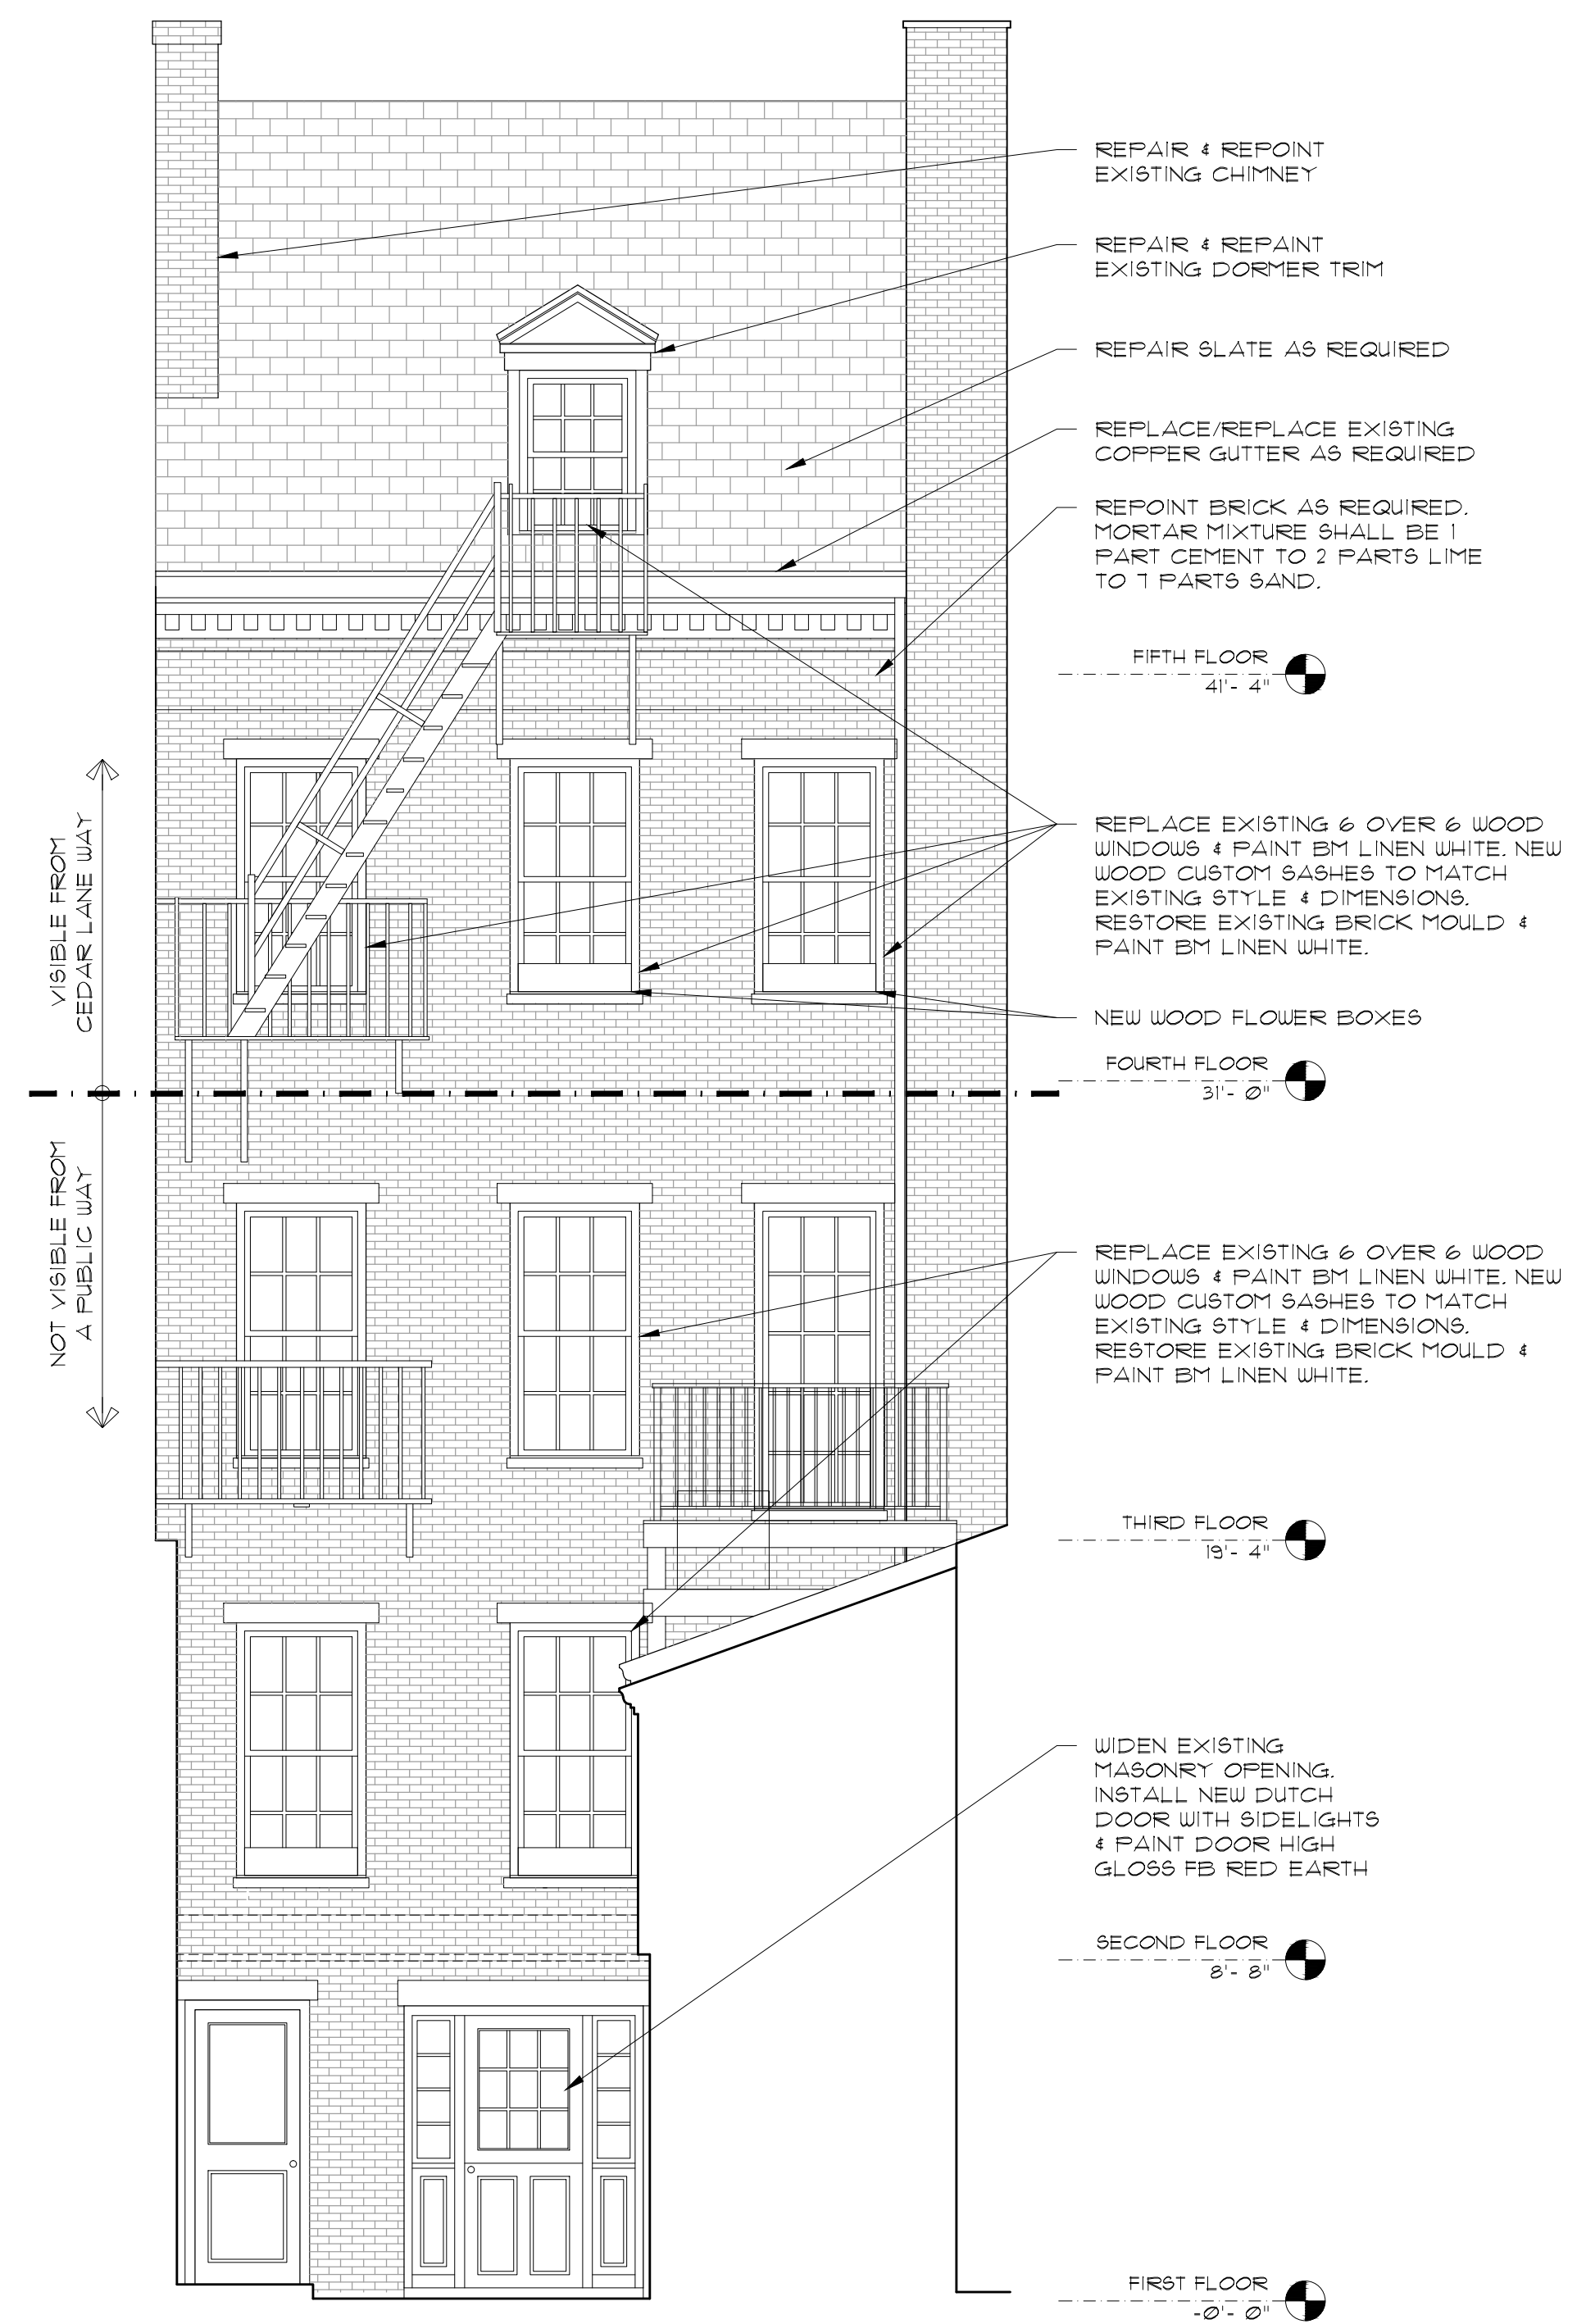 REPAIR & REPOINT
EXISTING CHIMNEY
REPAIR & REPAINT
EXISTING DORMER TRIM
REPAIR SLATE AS REQUIRED
REPLACE/REPLACE EXISTING
COPPER GUTTER AS REQUIRED
REPOINT BRICK AS REQUIRED.
MORTAR MIXTURE SHALL BE 1
PART CEMENT TO 2 PARTS LIME
TO 7 PARTS SAND.
FIFTH FLOOR
41'- 4"
VISIBLE FROM
CEDAR LANE WAY
REPLACE EXISTING 6 OVER 6 WOOD
WINDOWS & PAINT BM LINEN WHITE. NEW
WOOD CUSTOM SASHES TO MATCH
EXISTING STYLE & DIMENSIONS.
RESTORE EXISTING BRICK MOULD &
PAINT BM LINEN WHITE.
NEW WOOD FLOWER BOXES
FOURTH FLOOR
31'- 0"
NOT VISIBLE FROM
A PUBLIC WAY
REPLACE EXISTING 6 OVER 6 WOOD
WINDOWS & PAINT BM LINEN WHITE. NEW
WOOD CUSTOM SASHES TO MATCH
EXISTING STYLE & DIMENSIONS.
RESTORE EXISTING BRICK MOULD &
PAINT BM LINEN WHITE.
THIRD FLOOR
19'- 4"
WIDEN EXISTING
MASONRY OPENING.
INSTALL NEW DUTCH
DOOR WITH SIDELIGHTS
& PAINT DOOR HIGH
GLOSS FB RED EARTH
SECOND FLOOR
8'- 8"
FIRST FLOOR
-0'- 0"